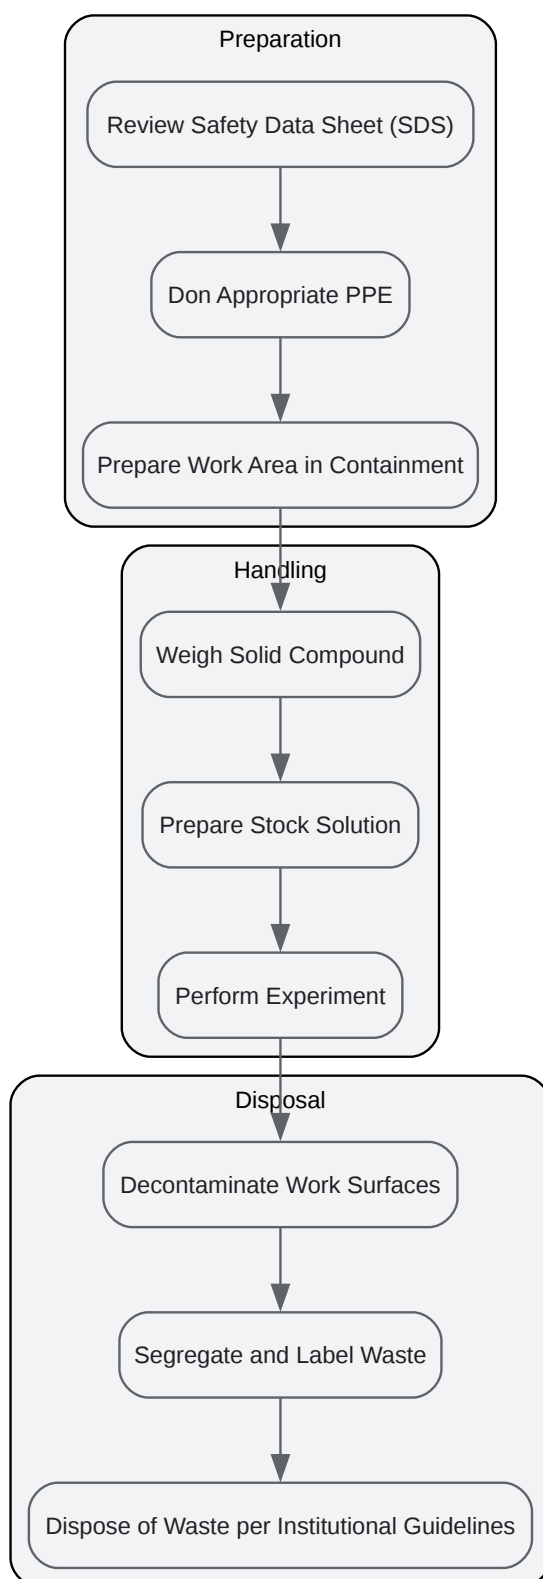 Preparation
Review Safety Data Sheet (SDS)
Don Appropriate PPE
Prepare Work Area in Containment
Handling
Weigh Solid Compound
Prepare Stock Solution
Perform Experiment
Disposal
Decontaminate Work Surfaces
Segregate and Label Waste
Dispose of Waste per Institutional Guidelines